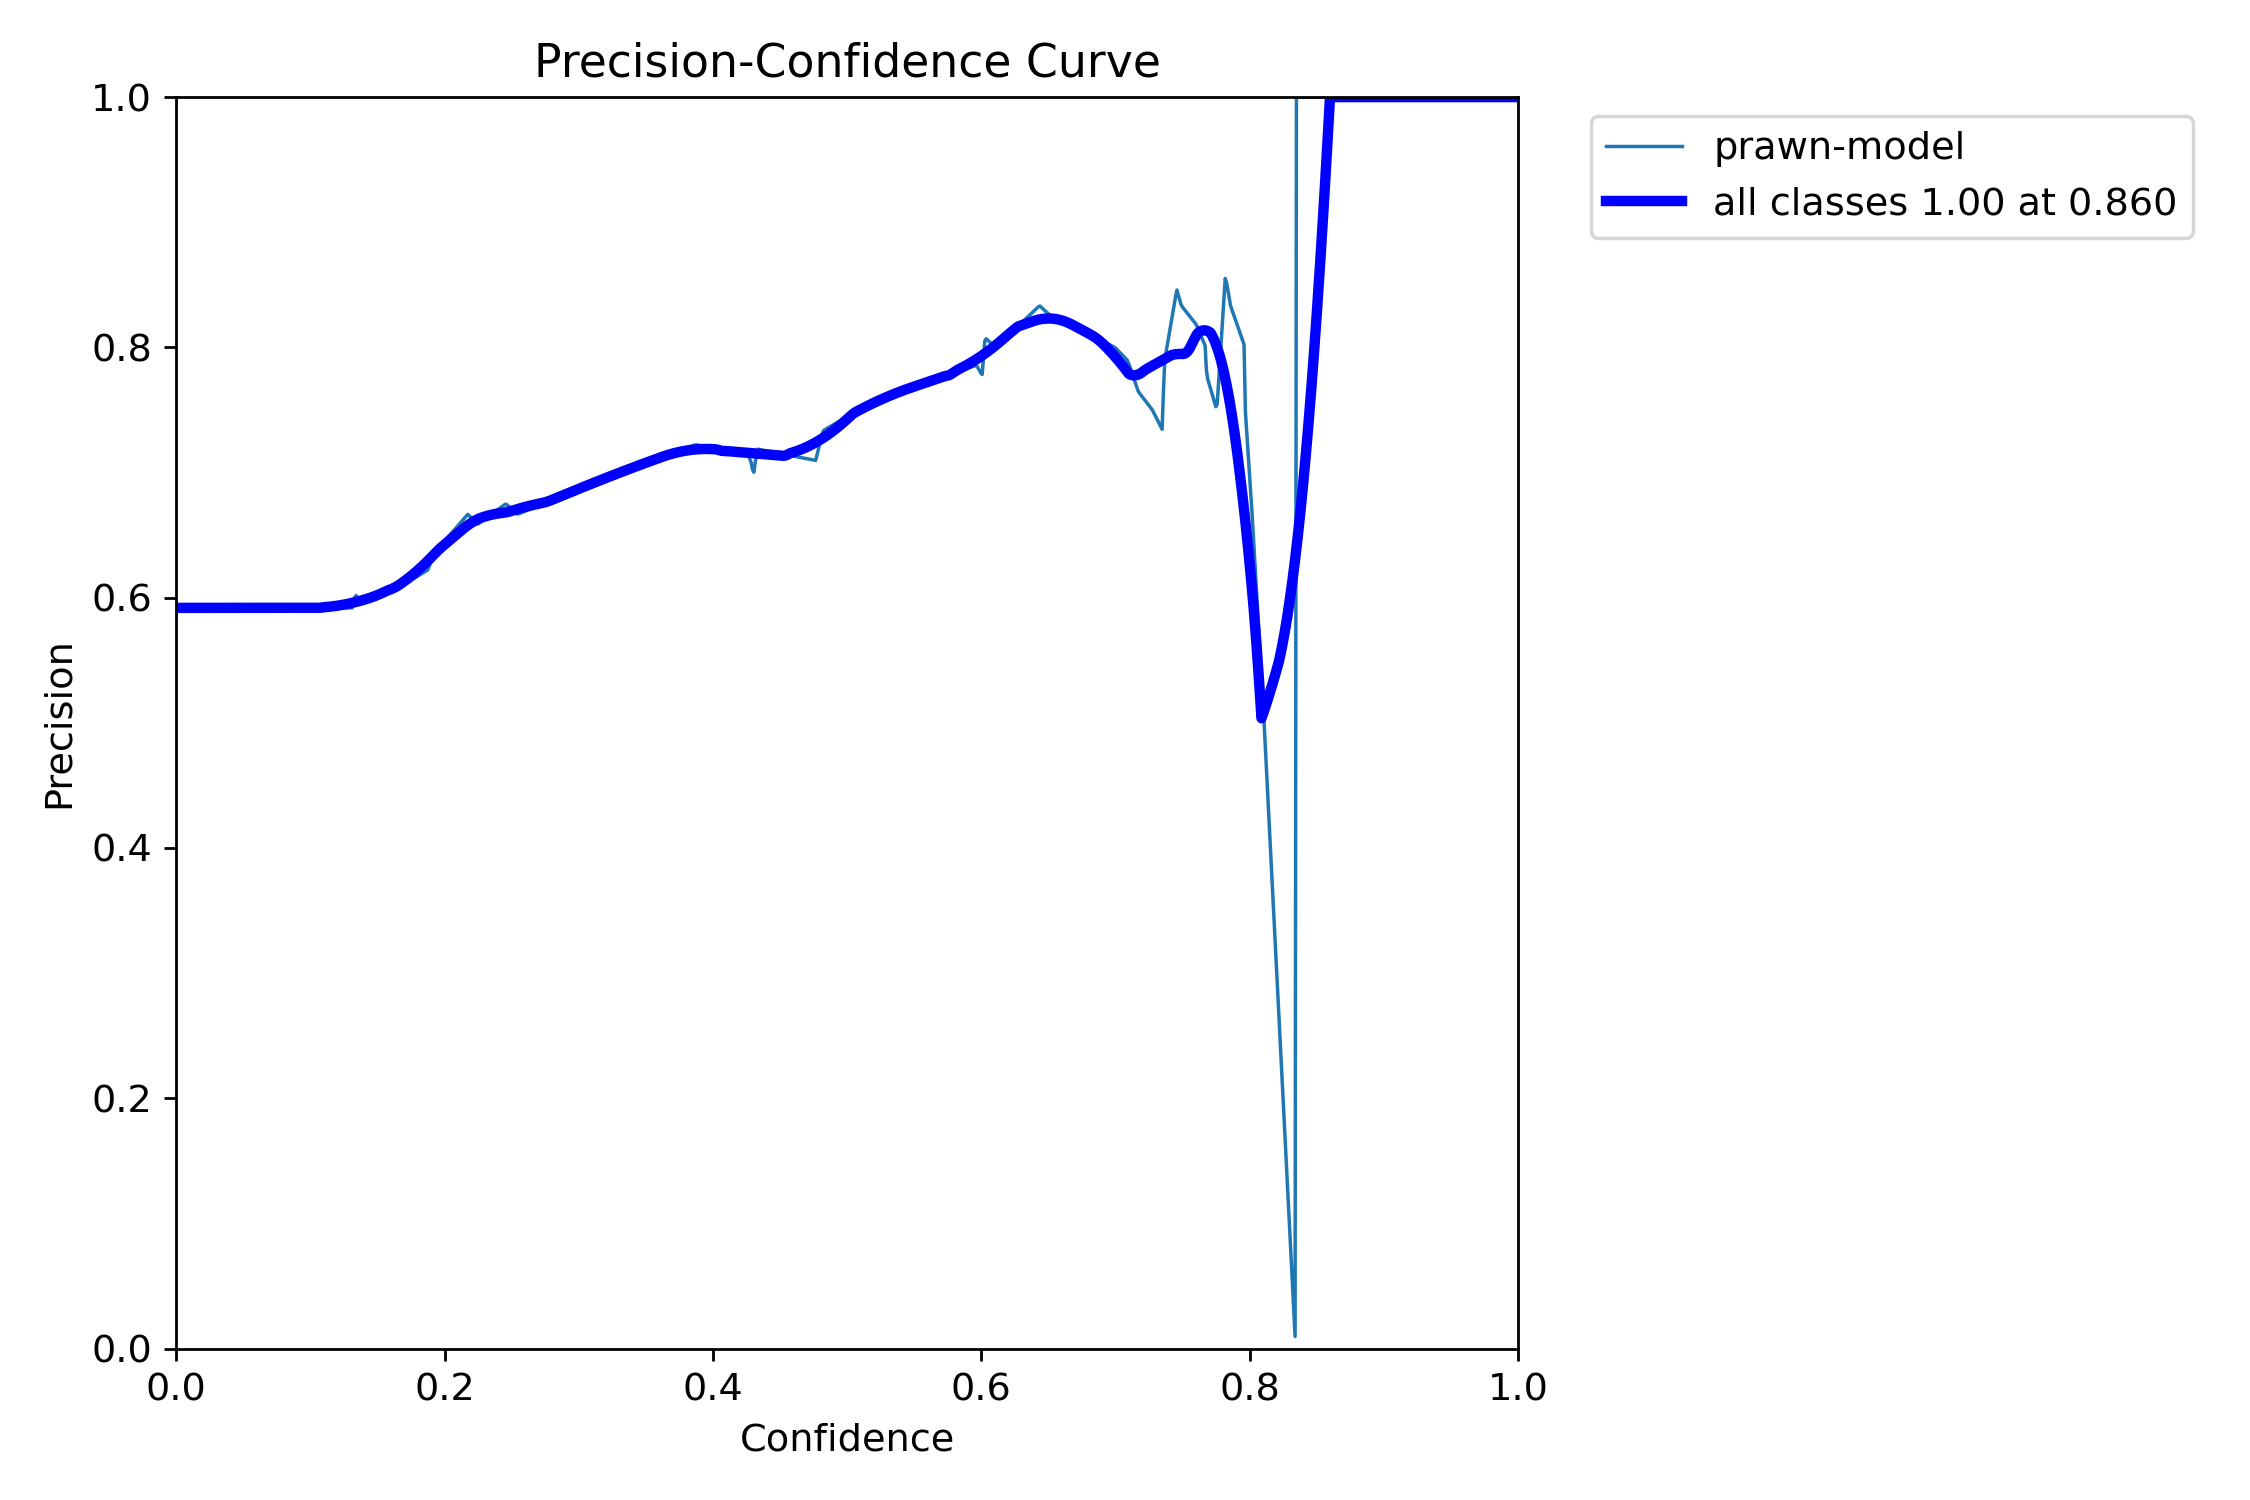 Precision-Confidence Curve
1.0
0.8
0.6
0.4
0.2
0.0
Precision
0.0 0.2 0.4 0.6 0.8 1.0
Confidence
prawn-model
all classes 1.00 at 0.860